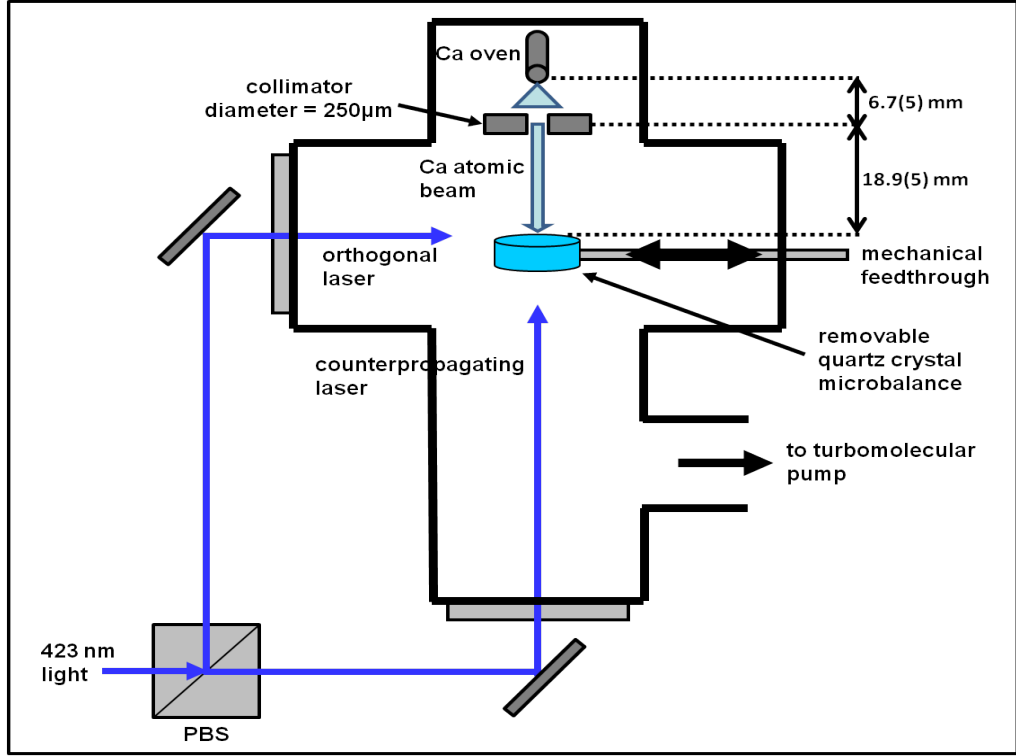 Ca oven
collimator
diameter = 250µm
6.7(5) mm
Ca atomic
beam
18.9(5) mm
orthogonal
laser
mechanical
feedthrough
counterpropagating
laser
removable
quartz crystal
microbalance
to turbomolecular
pump
423 nm
light
PBS